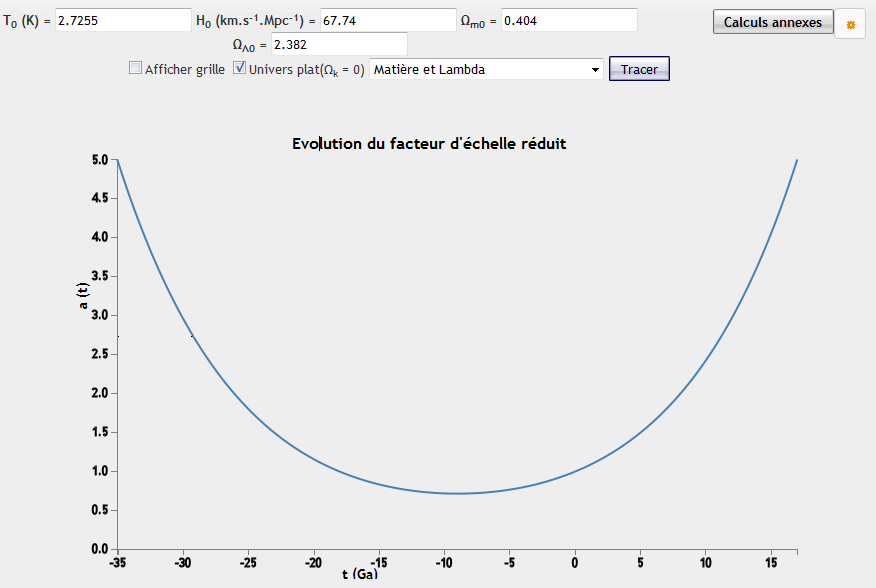 T₀ (K) = 2.7255 H₀ (km.s⁻¹.Mpc⁻¹) = 67.74 Ωm0 = 0.404 Calculs annexes
ΩΛ0 = 2.382
Afficher grille Univers plat(Ωk = 0) Matière et Lambda Tracer
Evolution du facteur d'échelle réduit
5.0
4.5
4.0
3.5
a (t)
3.0
2.5
2.0
1.5
1.0
0.5
0.0
-35 -30 -25 -20 -15 -10 -5 0 5 10 15
t (Ga)